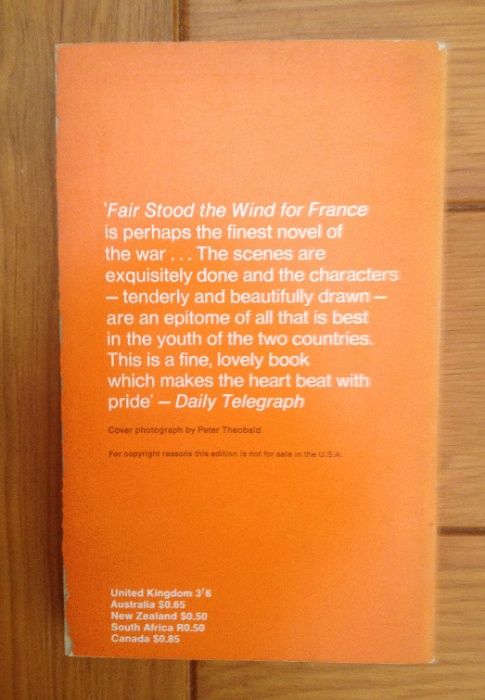 'Fair Stood the Wind for France
is perhaps the finest novel of
the war . . . The scenes are
exquisitely done and the characters
– tenderly and beautifully drawn –
are an epitome of all that is best
in the youth of the two countries.
This is a fine, lovely book
which makes the heart beat with
pride' – Daily Telegraph
Cover photograph by Peter Theobald
For copyright reasons this edition is not for sale in the U.S.A.
United Kingdom 3'6
Australia $0.65
New Zealand $0.50
South Africa R0.50
Canada $0.85